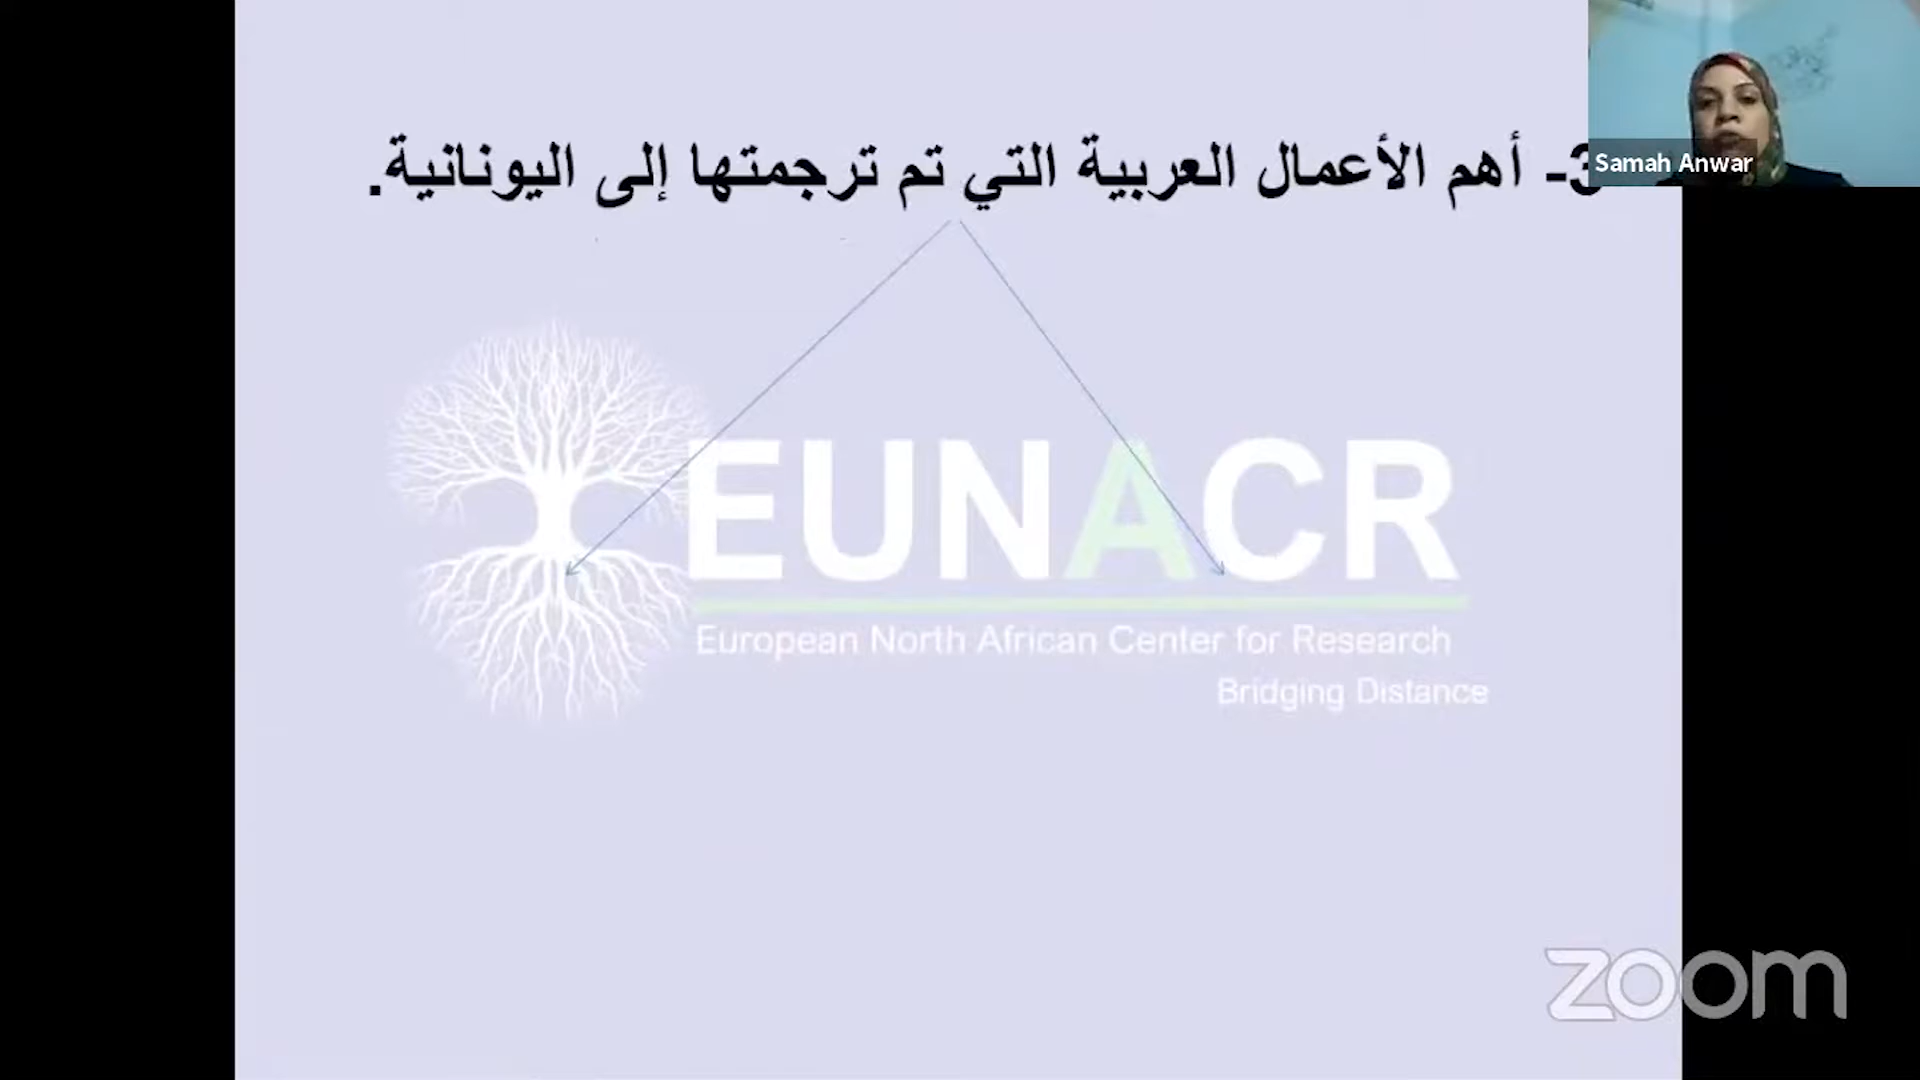 3- أهم الأعمال العربية التي تم ترجمتها إلى اليونانية.
Samah Anwar
EUNACR
European North African Center for Research
Bridging Distance
zoom